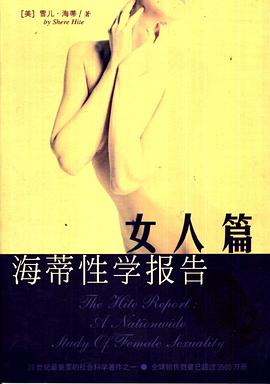 [美] 雪儿·海蒂 / 著
by Shere Hite
女人篇
海蒂性学报告
The Hite Report:
A Nationwide
Study Of Female Sexuality
20世纪最重要的社会科学著作之一 ● 全球销售数量已超过3500万册